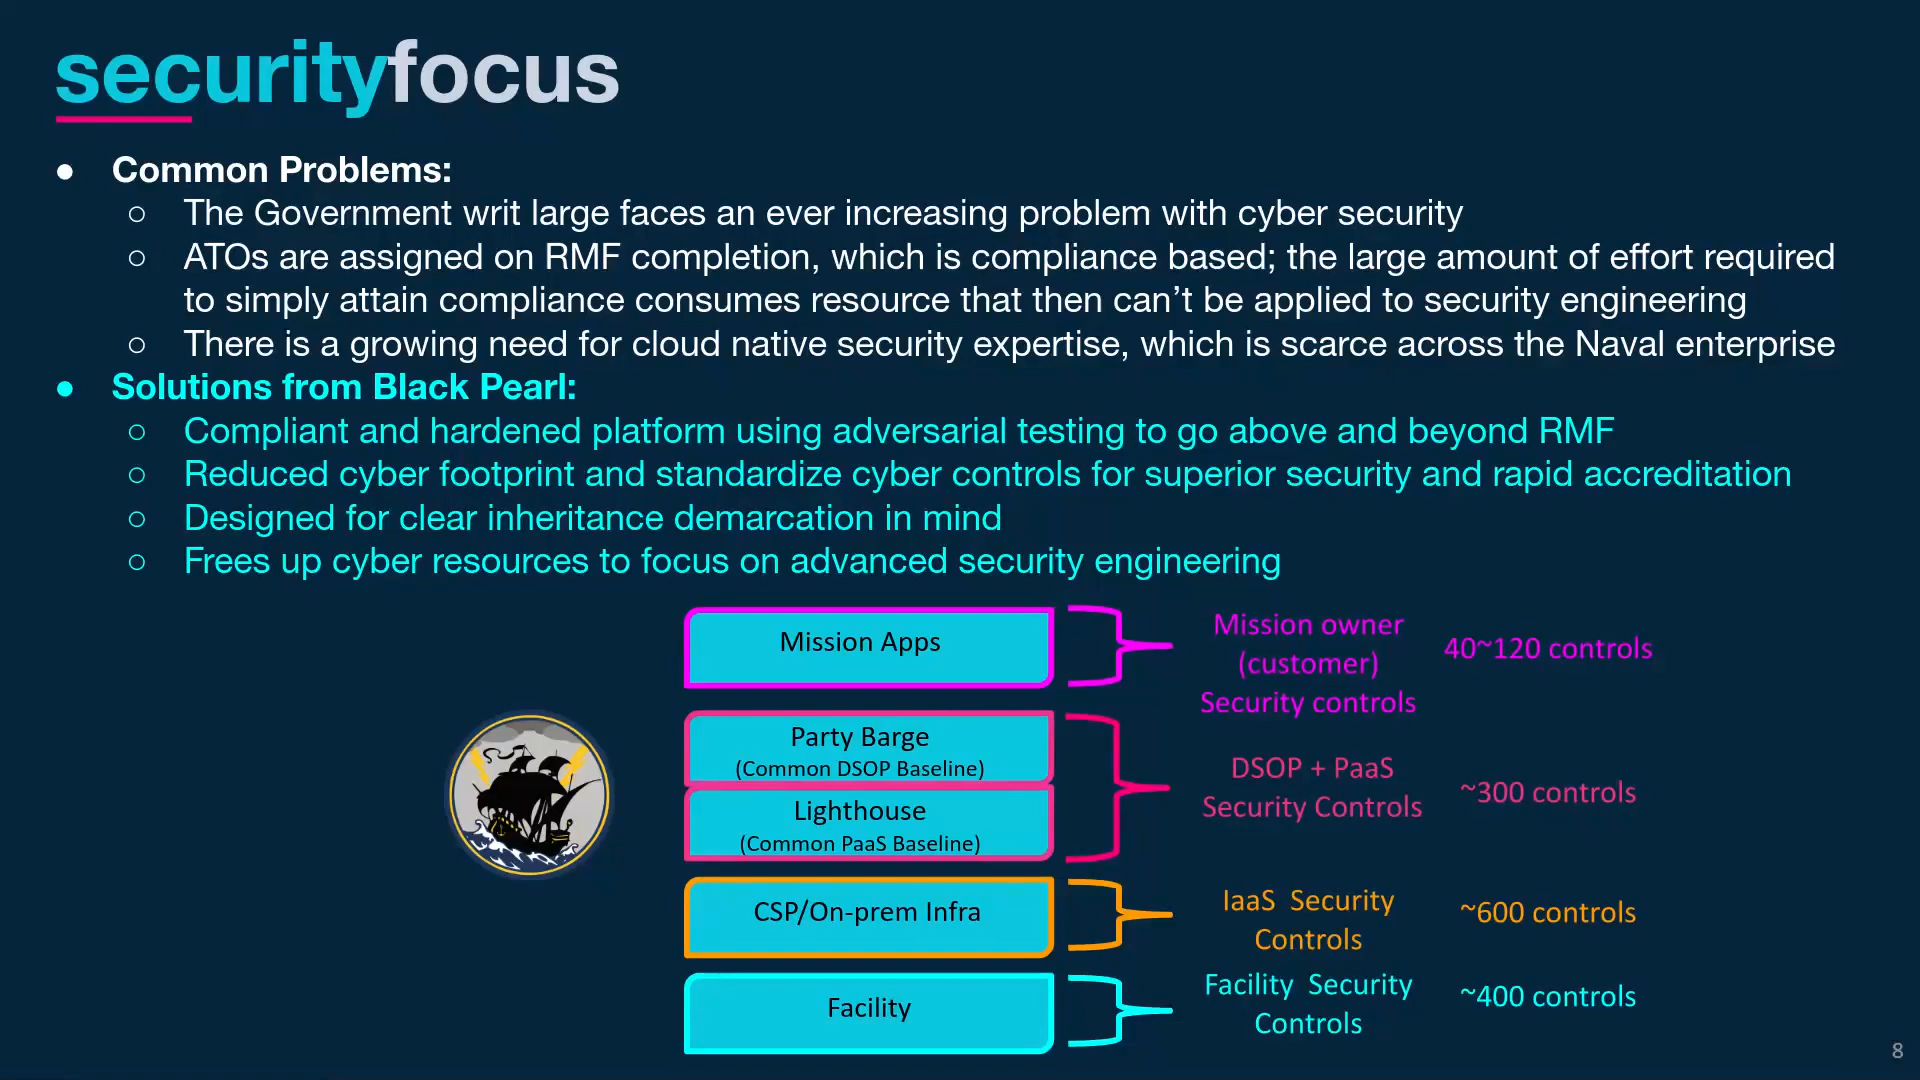 securityfocus
● Common Problems:
○ The Government writ large faces an ever increasing problem with cyber security
○ ATOs are assigned on RMF completion, which is compliance based; the large amount of effort required
to simply attain compliance consumes resource that then can’t be applied to security engineering
○ There is a growing need for cloud native security expertise, which is scarce across the Naval enterprise
● Solutions from Black Pearl:
○ Compliant and hardened platform using adversarial testing to go above and beyond RMF
○ Reduced cyber footprint and standardize cyber controls for superior security and rapid accreditation
○ Designed for clear inheritance demarcation in mind
○ Frees up cyber resources to focus on advanced security engineering
Mission Apps
Mission owner
(customer)
Security controls
40~120 controls
Party Barge
(Common DSOP Baseline)
Lighthouse
(Common PaaS Baseline)
DSOP + PaaS
Security Controls
~300 controls
CSP/On-prem Infra
IaaS Security
Controls
~600 controls
Facility
Facility Security
Controls
~400 controls
8